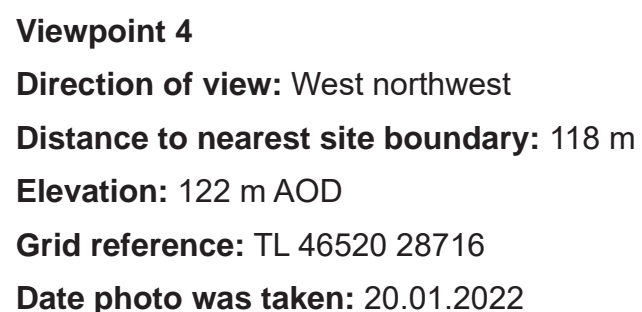 Viewpoint 4
Direction of view: West northwest
Distance to nearest site boundary: 118 m
Elevation: 122 m AOD
Grid reference: TL 46520 28716
Date photo was taken: 20.01.2022